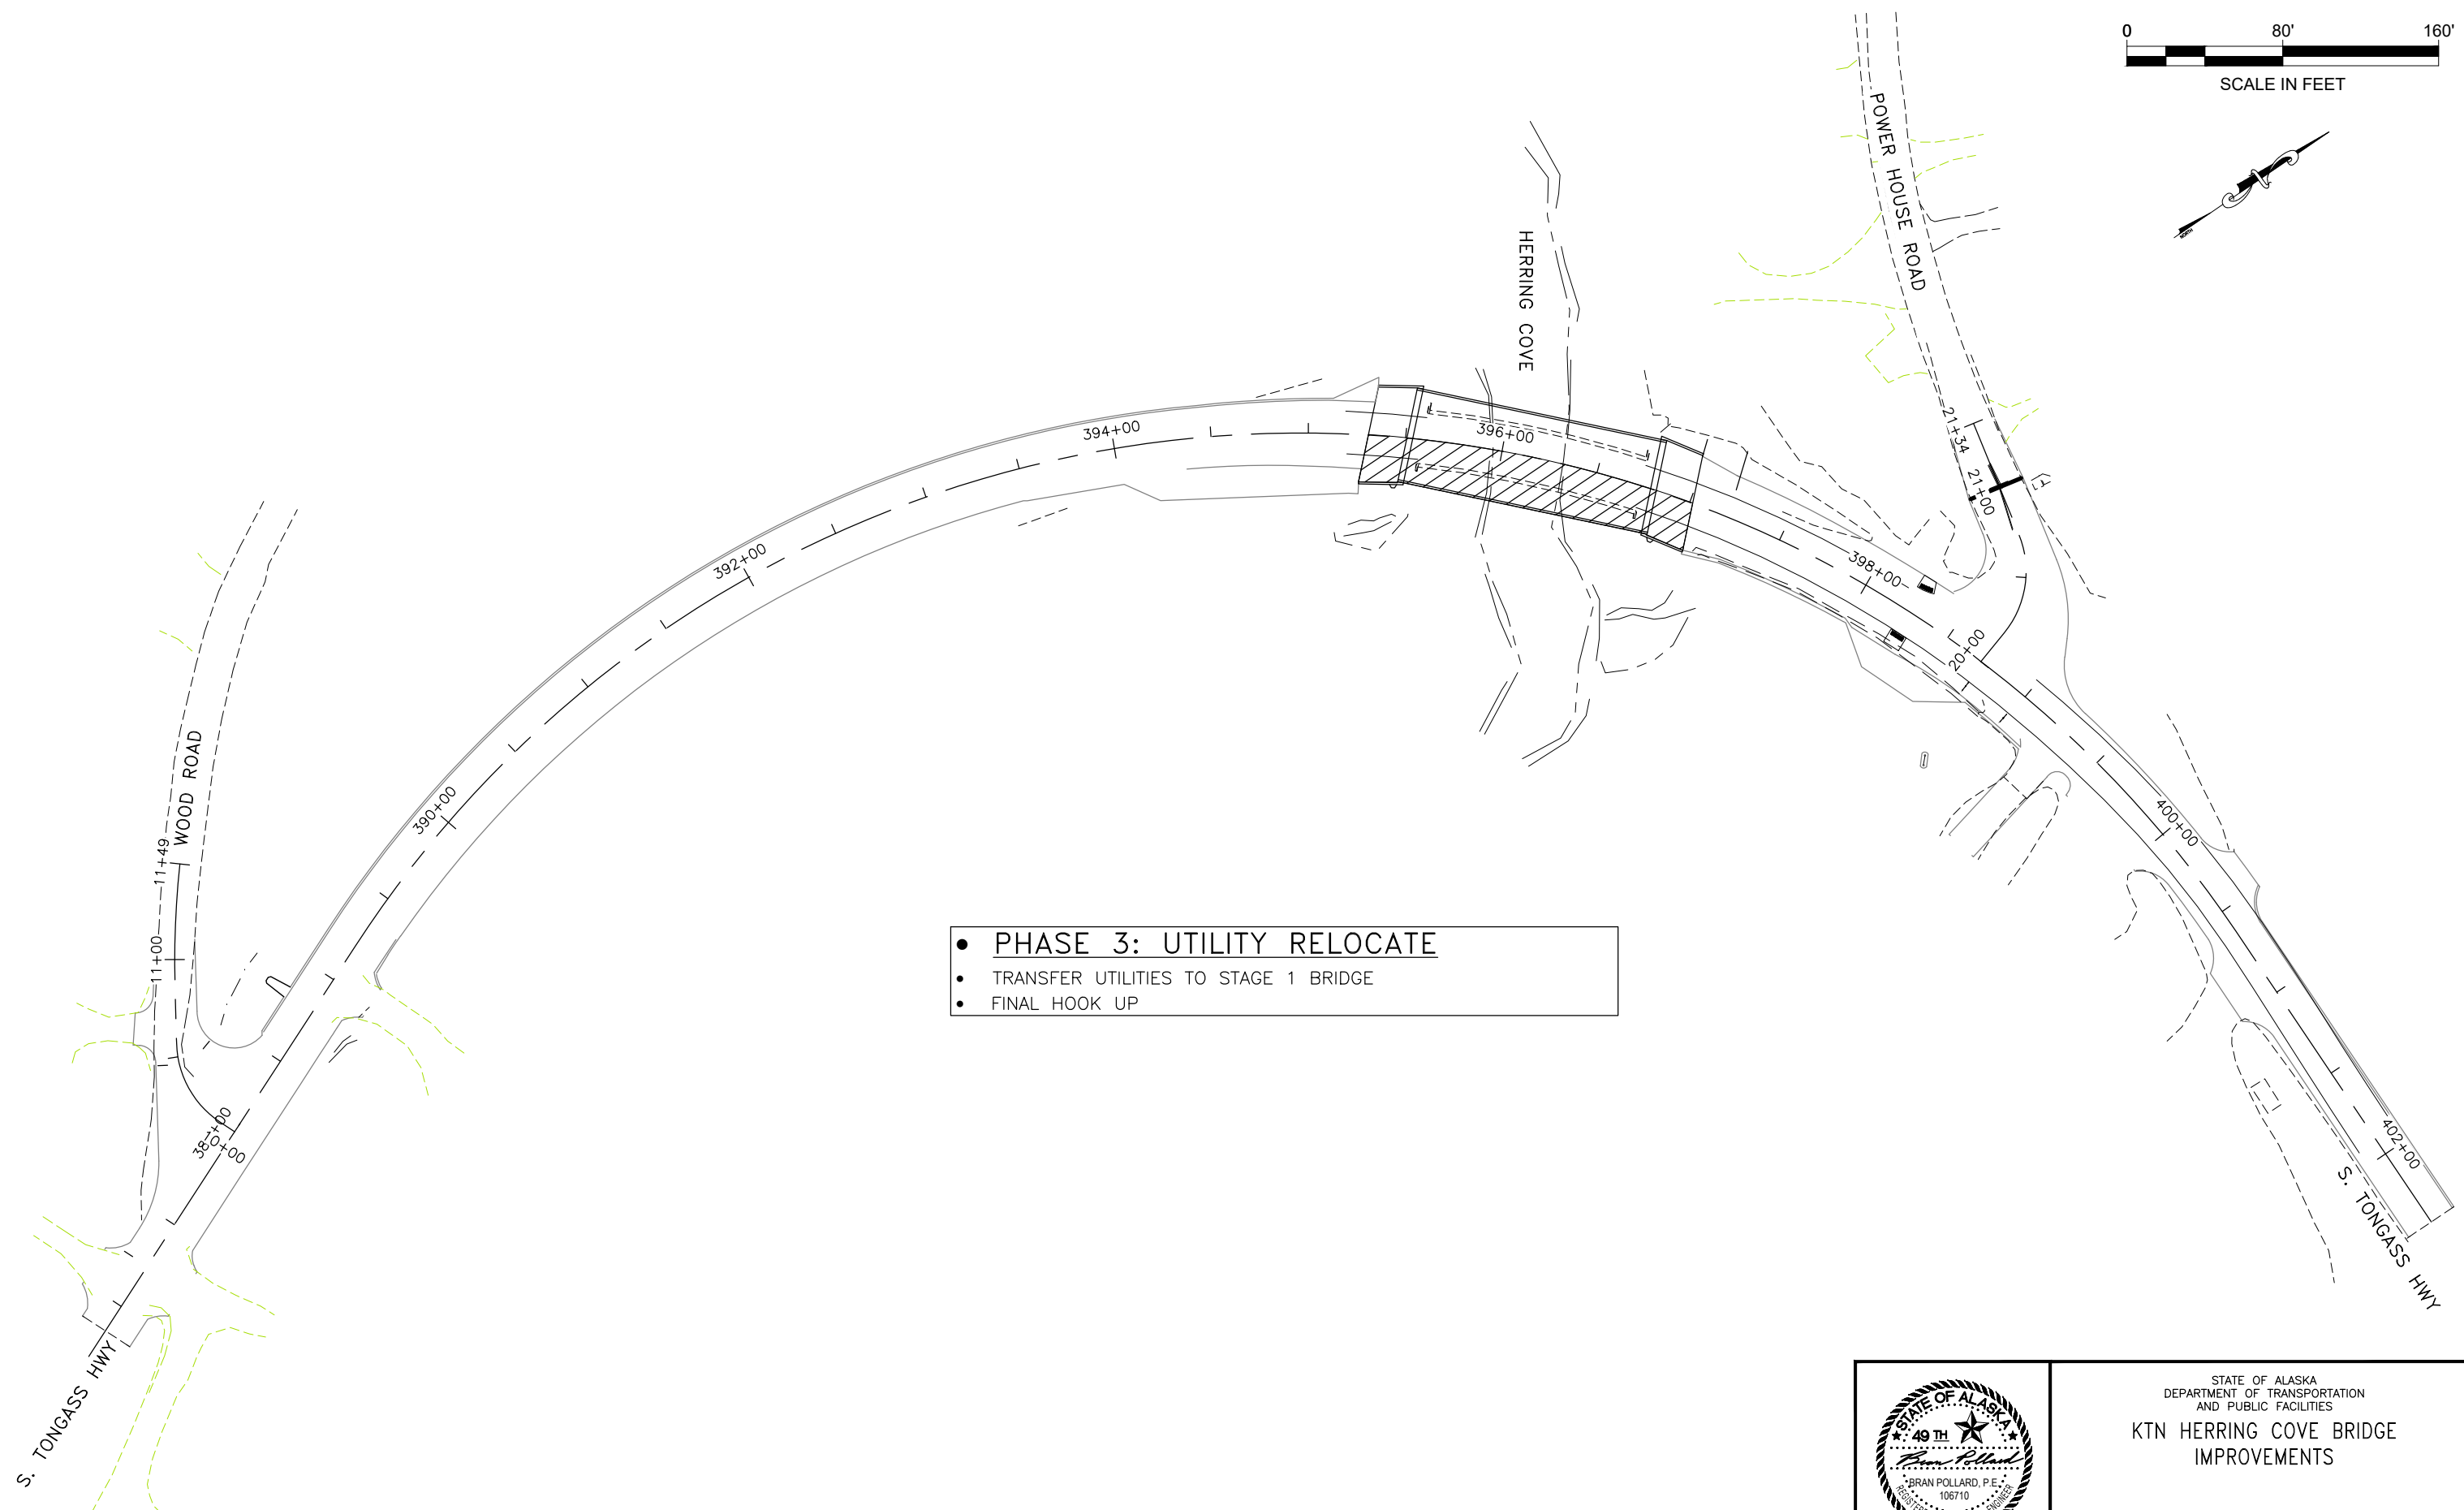 0 80' 160'
SCALE IN FEET
NORTH
POWER HOUSE ROAD
HERRING COVE
21+34
21+00
20+00
394+00
396+00
392+00
398+00
390+00
400+00
402+00
WOOD ROAD
11+49
11+00
10+00
S. TONGASS HWY
S. TONGASS HWY
• PHASE 3: UTILITY RELOCATE
• TRANSFER UTILITIES TO STAGE 1 BRIDGE
• FINAL HOOK UP
STATE OF ALASKA
49 TH
Bran Pollard
BRAN POLLARD, P.E.
106710
STATE OF ALASKA
DEPARTMENT OF TRANSPORTATION
AND PUBLIC FACILITIES
KTN HERRING COVE BRIDGE
IMPROVEMENTS